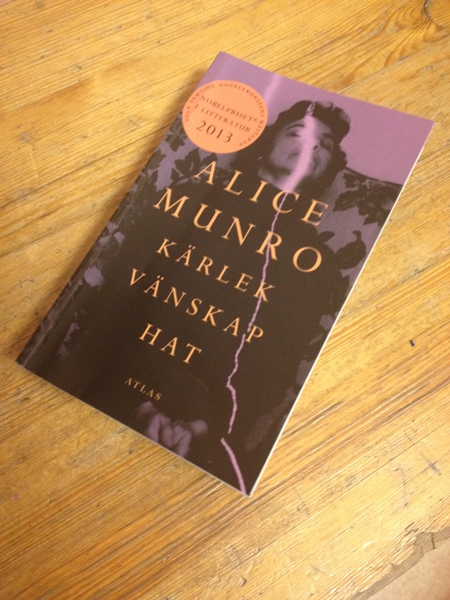 NOBELPRISET
I LITTERATUR
2013
ALICE
MUNRO
KÄRLEK
VÄNSKAP
HAT
ATLAS